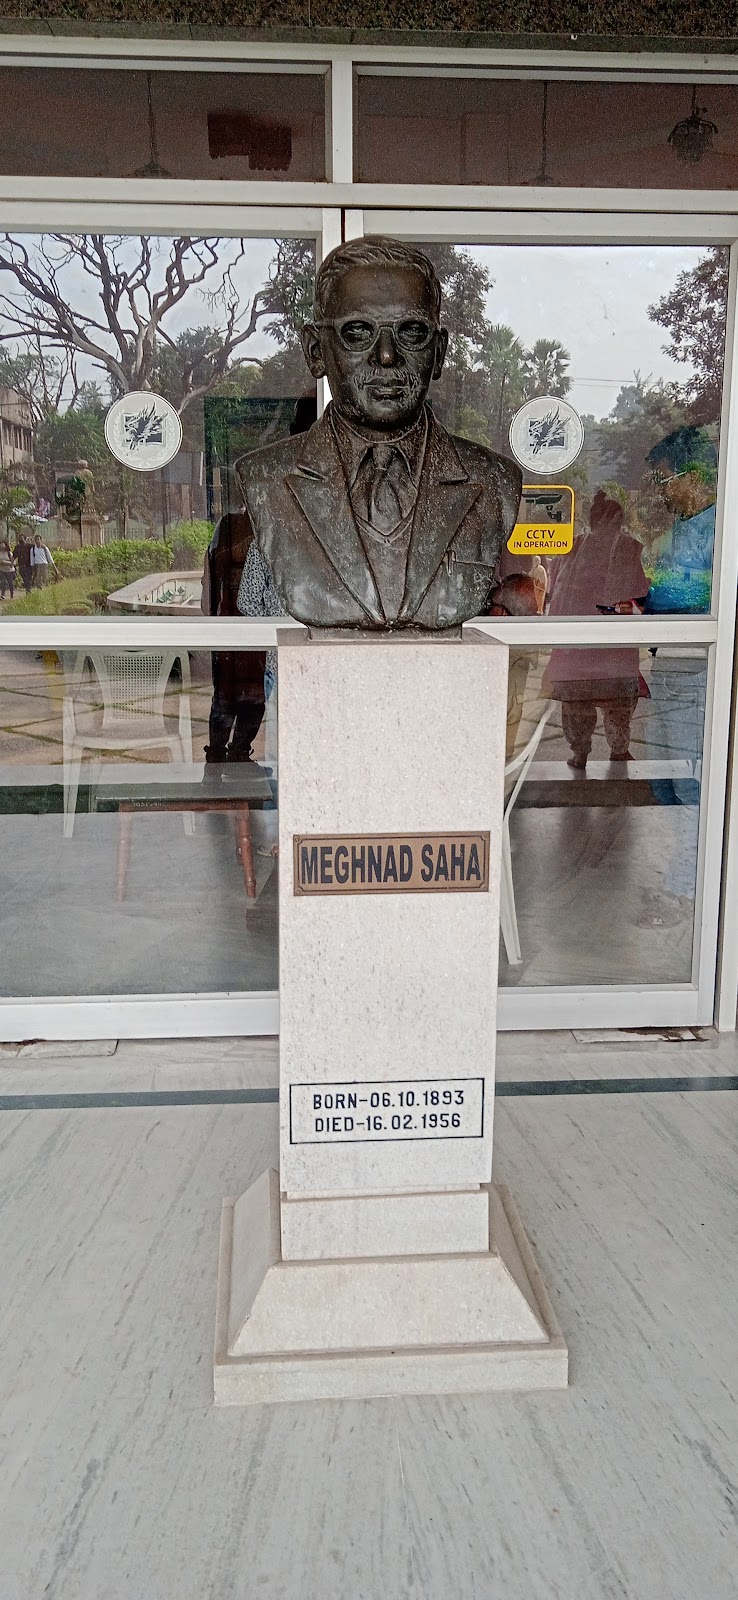 CCTV
IN OPERATION
MEGHNAD SAHA
BORN-06.10.1893
DIED-16.02.1956